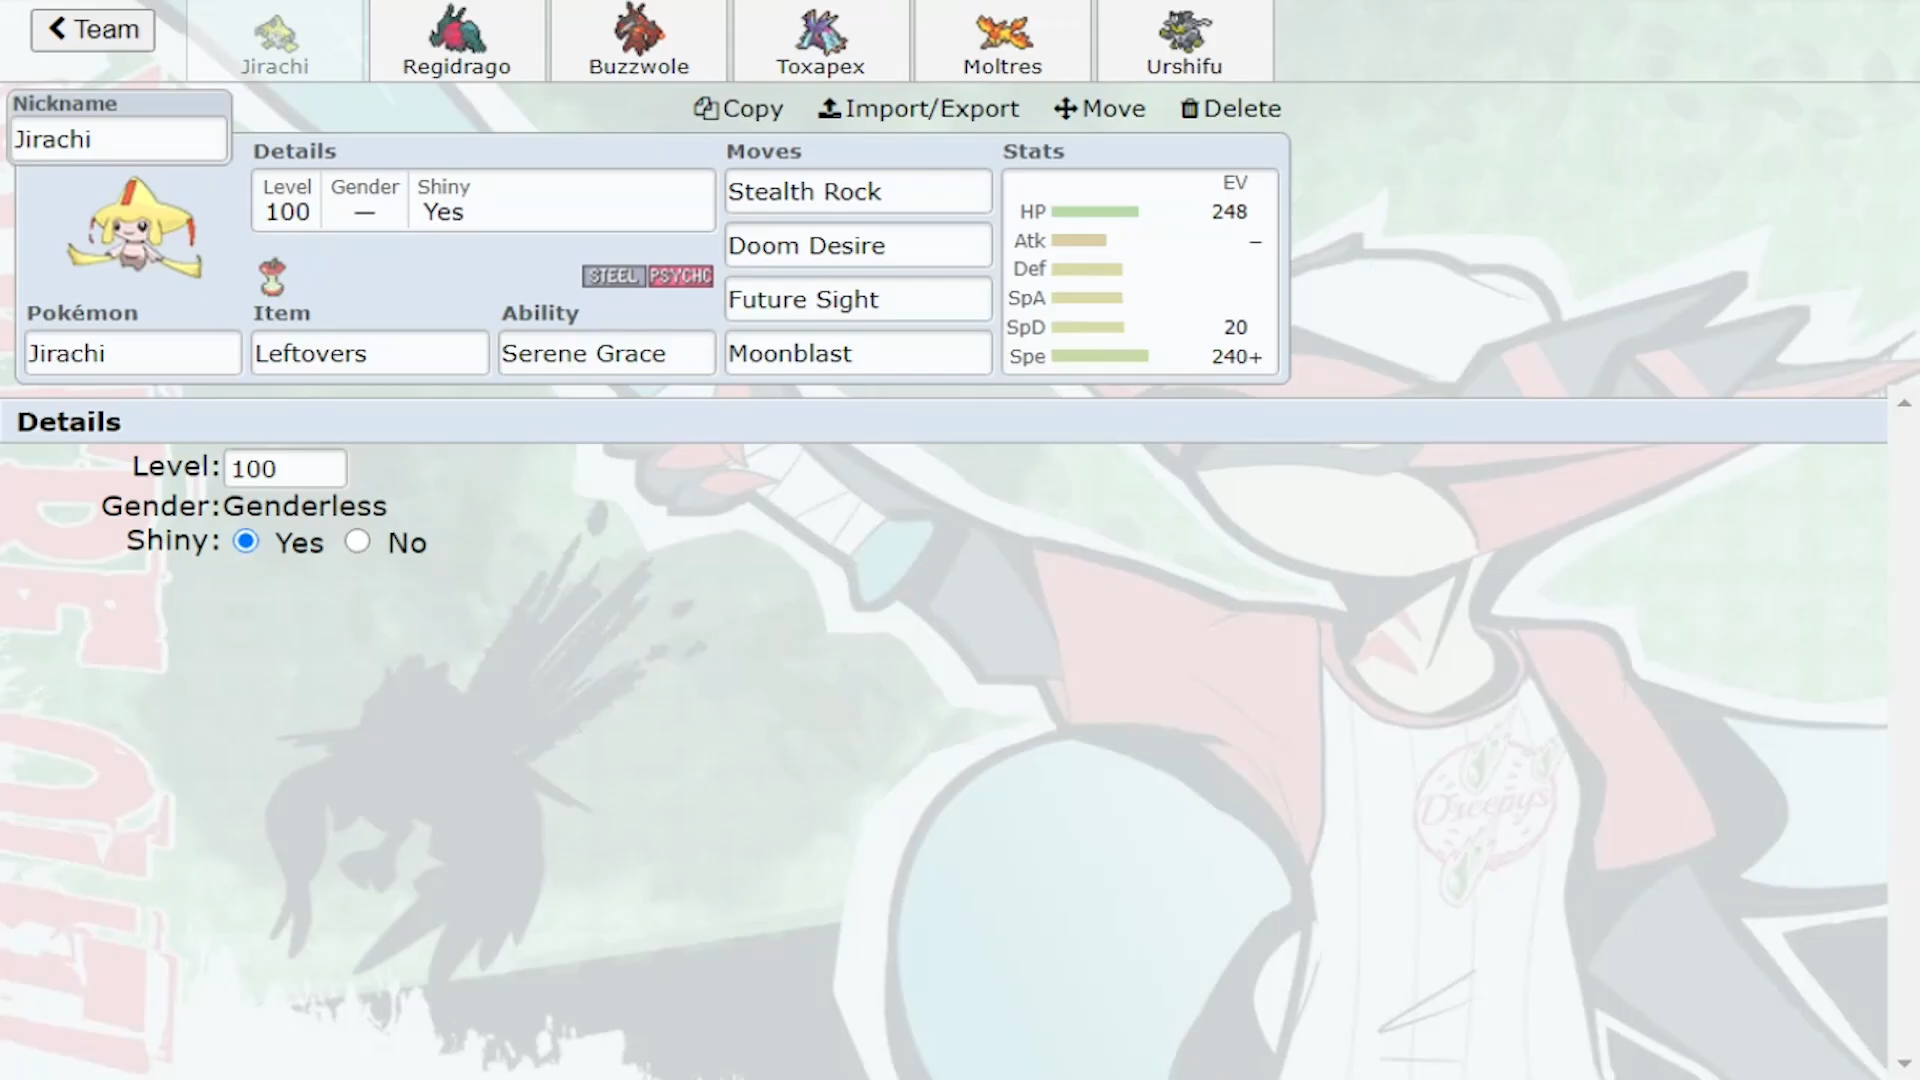 Team
Jirachi
Regidrago
Buzzwole
Toxapex
Moltres
Urshifu
Nickname
Jirachi
Copy
Import/Export
Move
Delete
Details
Level Gender Shiny
100 — Yes
STEEL PSYCHC
Pokémon
Jirachi
Item
Leftovers
Ability
Serene Grace
Moves
Stealth Rock
Doom Desire
Future Sight
Moonblast
Stats
EV
HP 248
Atk –
Def
SpA
SpD 20
Spe 240+
Details
Level: 100
Gender: Genderless
Shiny: Yes No
Dreepys